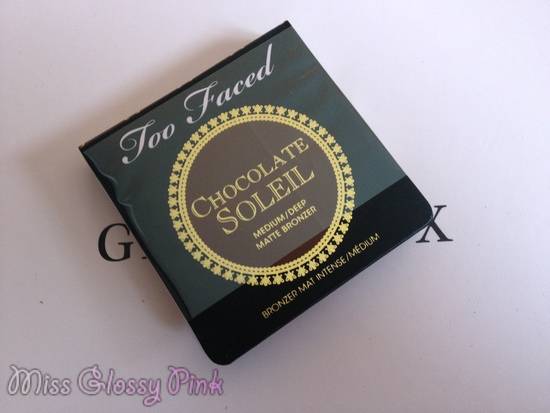 Too Faced
CHOCOLATE
SOLEIL
MEDIUM/DEEP
MATTE BRONZER
BRONZER MAT INTENSE/MÉDIUM
G X
Miss Glossy Pink